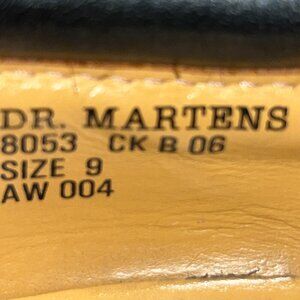 DR. MARTENS
8053 CK B 06
SIZE 9
AW 004